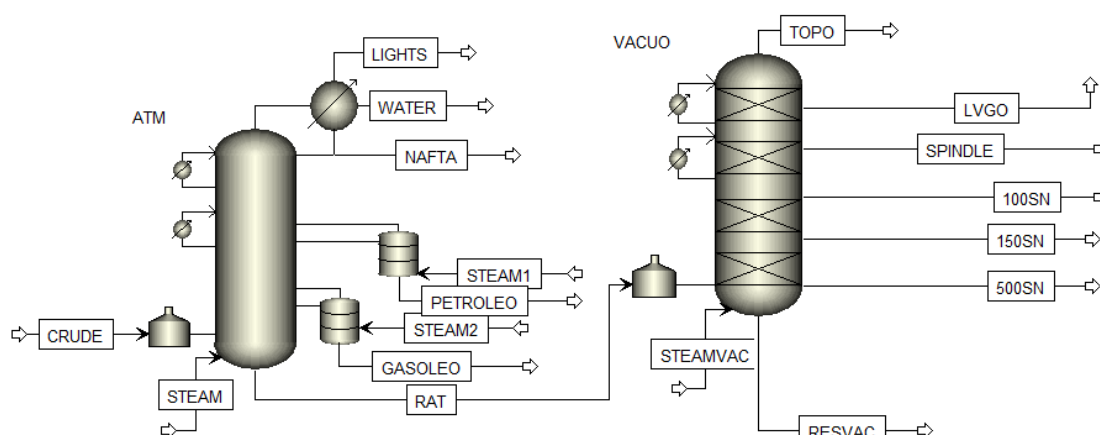 TOPO
VACUO
LIGHTS
WATER
LVGO
ATM
NAFTA
SPINDLE
100SN
150SN
STEAM1
500SN
PETROLEO
CRUDE
STEAM2
STEAMVAC
GASOLEO
STEAM
RAT
RESVAC